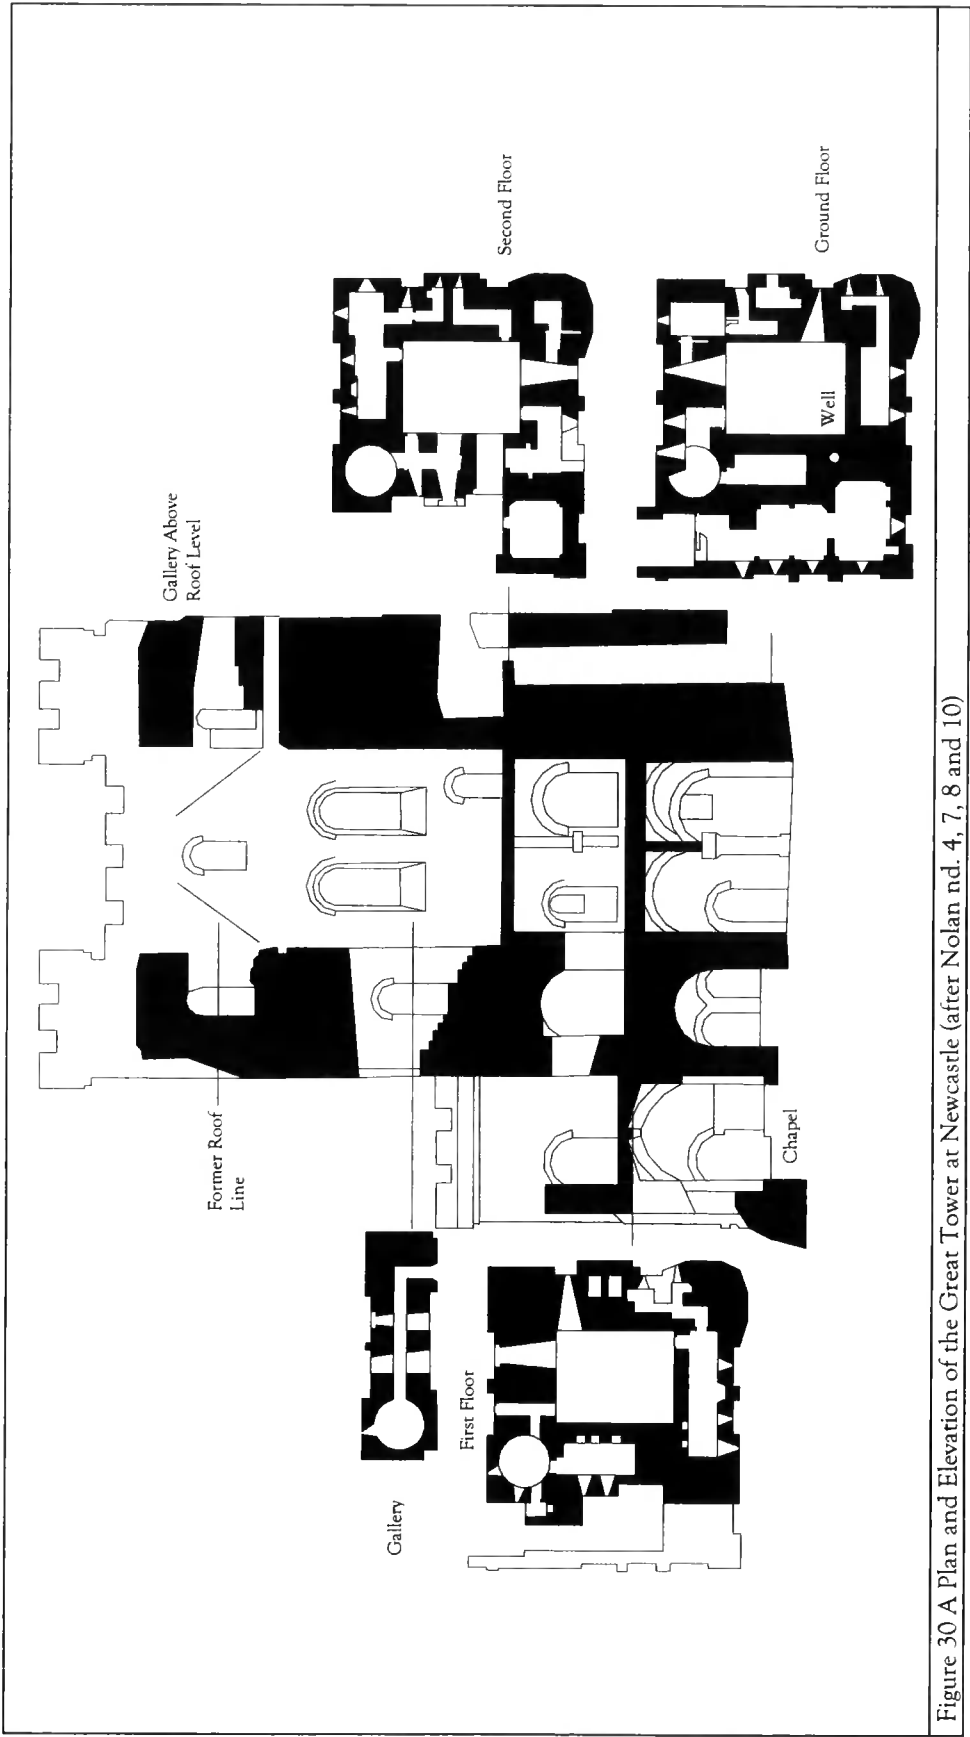 Gallery Above
Roof Level
Second Floor
Ground Floor
Well
Former Roof
Line
Chapel
Gallery
First Floor
Figure 30 A Plan and Elevation of the Great Tower at Newcastle (after Nolan nd. 4, 7, 8 and 10)